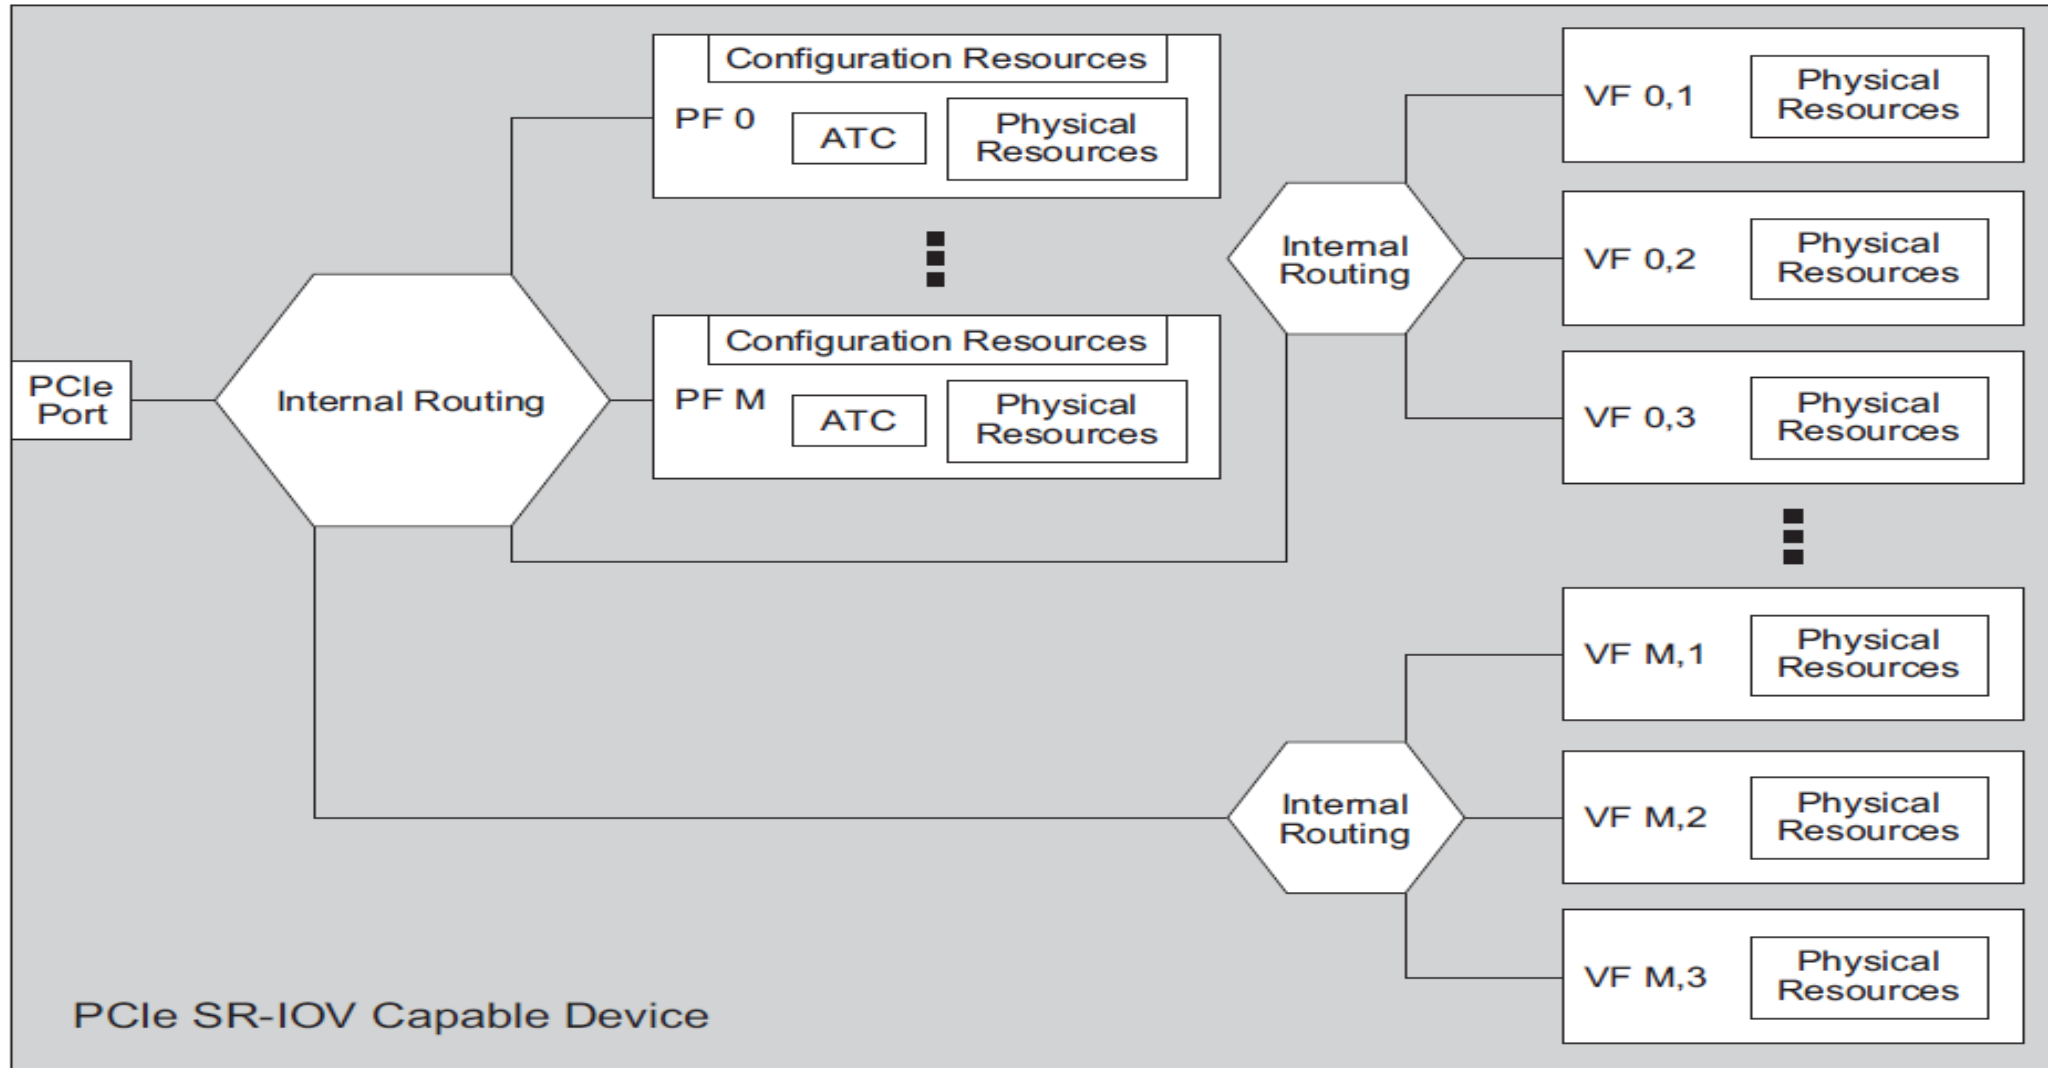 Configuration Resources
PF 0
ATC
Physical
Resources
Configuration Resources
PF M
ATC
Physical
Resources
PCIe
Port
Internal Routing
Internal
Routing
VF 0,1
Physical
Resources
VF 0,2
Physical
Resources
VF 0,3
Physical
Resources
Internal
Routing
VF M,1
Physical
Resources
VF M,2
Physical
Resources
VF M,3
Physical
Resources
PCIe SR-IOV Capable Device